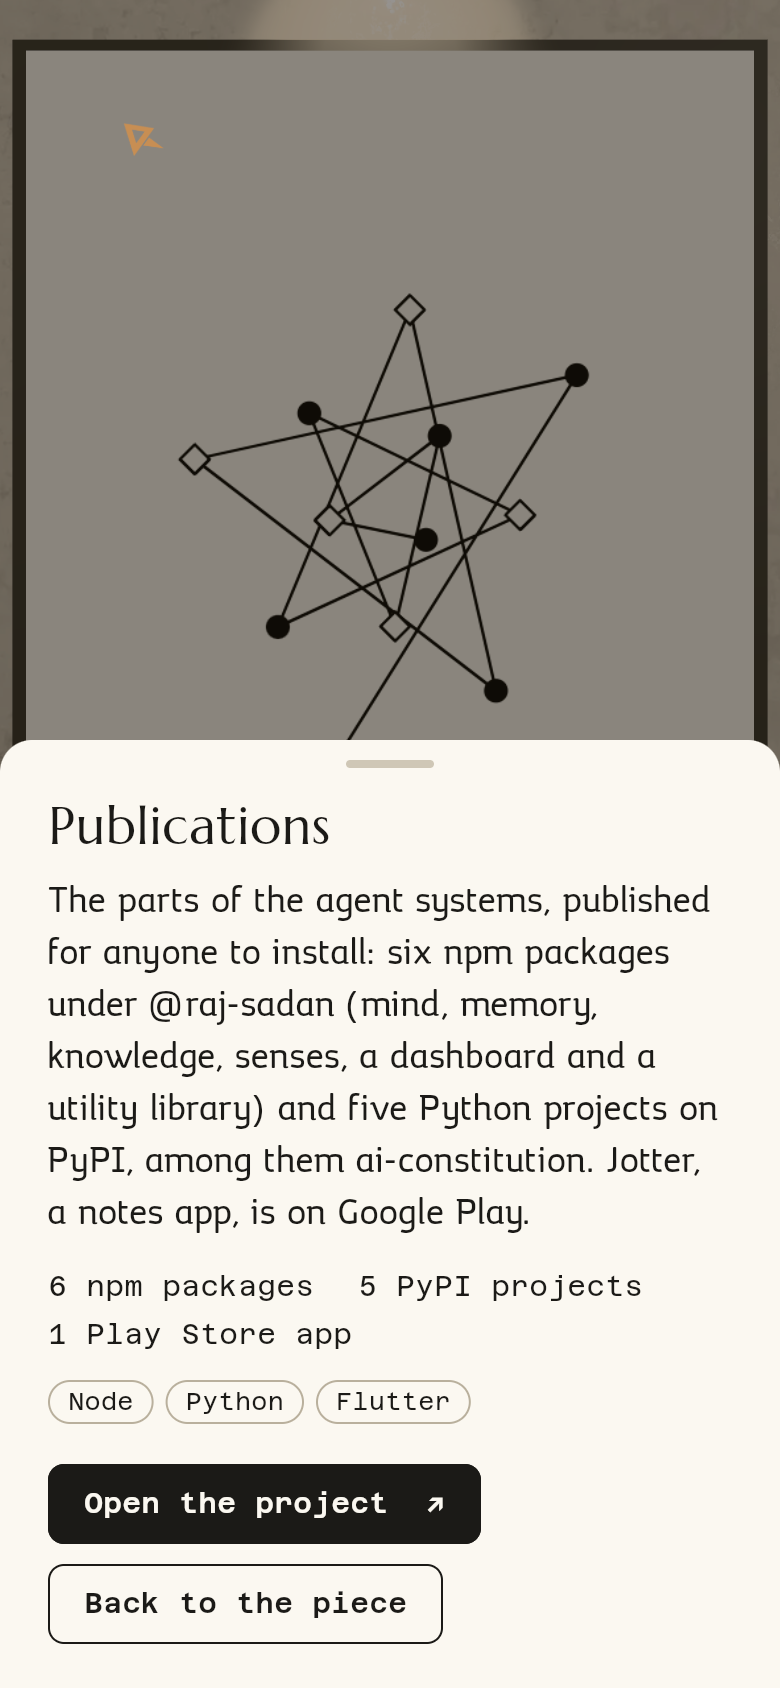 Publications
The parts of the agent systems, published
for anyone to install: six npm packages
under @raj-sadan (mind, memory,
knowledge, senses, a dashboard and a
utility library) and five Python projects on
PyPI, among them ai-constitution. Jotter,
a notes app, is on Google Play.
6 npm packages 5 PyPI projects
1 Play Store app
Node Python Flutter
Open the project ↗
Back to the piece